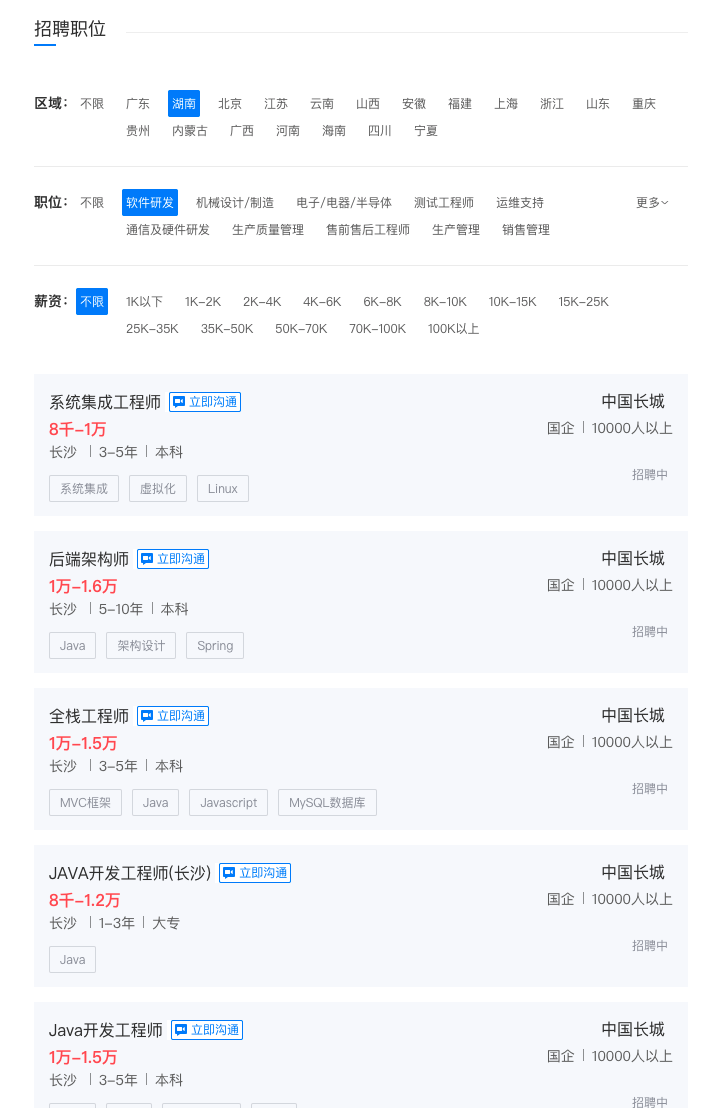 招聘职位
区域： 不限 广东 湖南 北京 江苏 云南 山西 安徽 福建 上海 浙江 山东 重庆
贵州 内蒙古 广西 河南 海南 四川 宁夏
职位： 不限 软件研发 机械设计/制造 电子/电器/半导体 测试工程师 运维支持 更多
通信及硬件研发 生产质量管理 售前售后工程师 生产管理 销售管理
薪资： 不限 1K以下 1K-2K 2K-4K 4K-6K 6K-8K 8K-10K 10K-15K 15K-25K
25K-35K 35K-50K 50K-70K 70K-100K 100K以上
系统集成工程师 立即沟通 中国长城
8千-1万 国企 10000人以上
长沙 3-5年 本科
招聘中
系统集成 虚拟化 Linux
后端架构师 立即沟通 中国长城
1万-1.6万 国企 10000人以上
长沙 5-10年 本科
招聘中
Java 架构设计 Spring
全栈工程师 立即沟通 中国长城
1万-1.5万 国企 10000人以上
长沙 3-5年 本科
招聘中
MVC框架 Java Javascript MySQL数据库
JAVA开发工程师(长沙) 立即沟通 中国长城
8千-1.2万 国企 10000人以上
长沙 1-3年 大专
招聘中
Java
Java开发工程师 立即沟通 中国长城
1万-1.5万 国企 10000人以上
长沙 3-5年 本科
招聘中